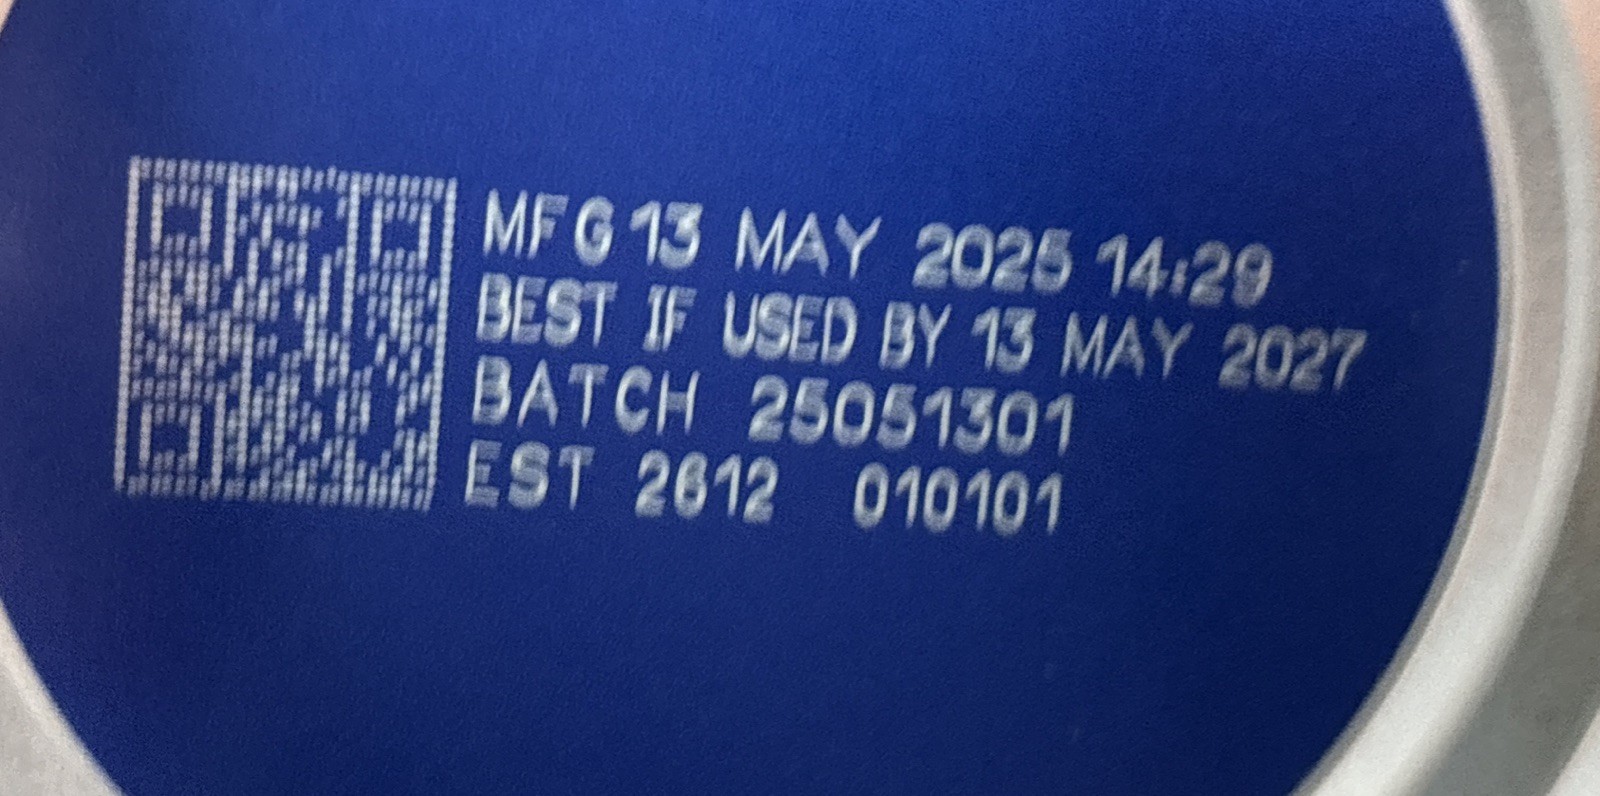 MFG 13 MAY 2025 14:29
BEST IF USED BY 13 MAY 2027
BATCH 25051301
EST 2612 010101